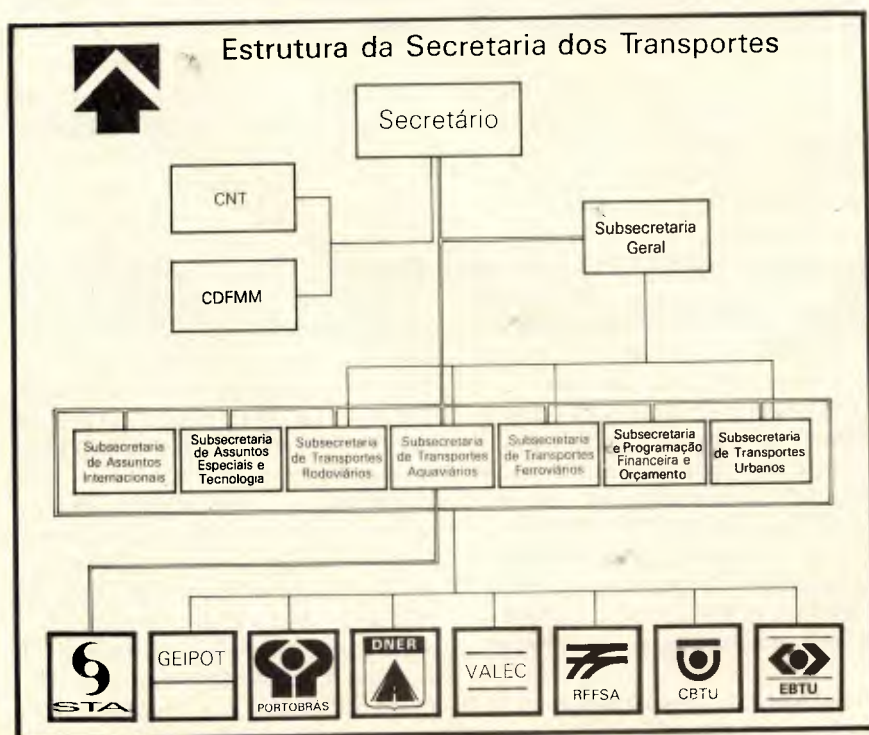 Estrutura da Secretaria dos Transportes
Secretário
CNT
Subsecretaria
Geral
CDFMM
Subsecretaria
de Assuntos
Internacionais
Subsecretaria
de Assuntos
Especiais e
Tecnologia
Subsecretaria
de Transportes
Rodoviários
Subsecretaria
de Transportes
Aquaviários
Subsecretaria
de Transportes
Ferroviários
Subsecretaria
e Programação
Financeira e
Orçamento
Subsecretaria
de Transportes
Urbanos
STA
GEIPOT
PORTOBRÁS
DNER
VALEC
RFFSA
CBTU
EBTU